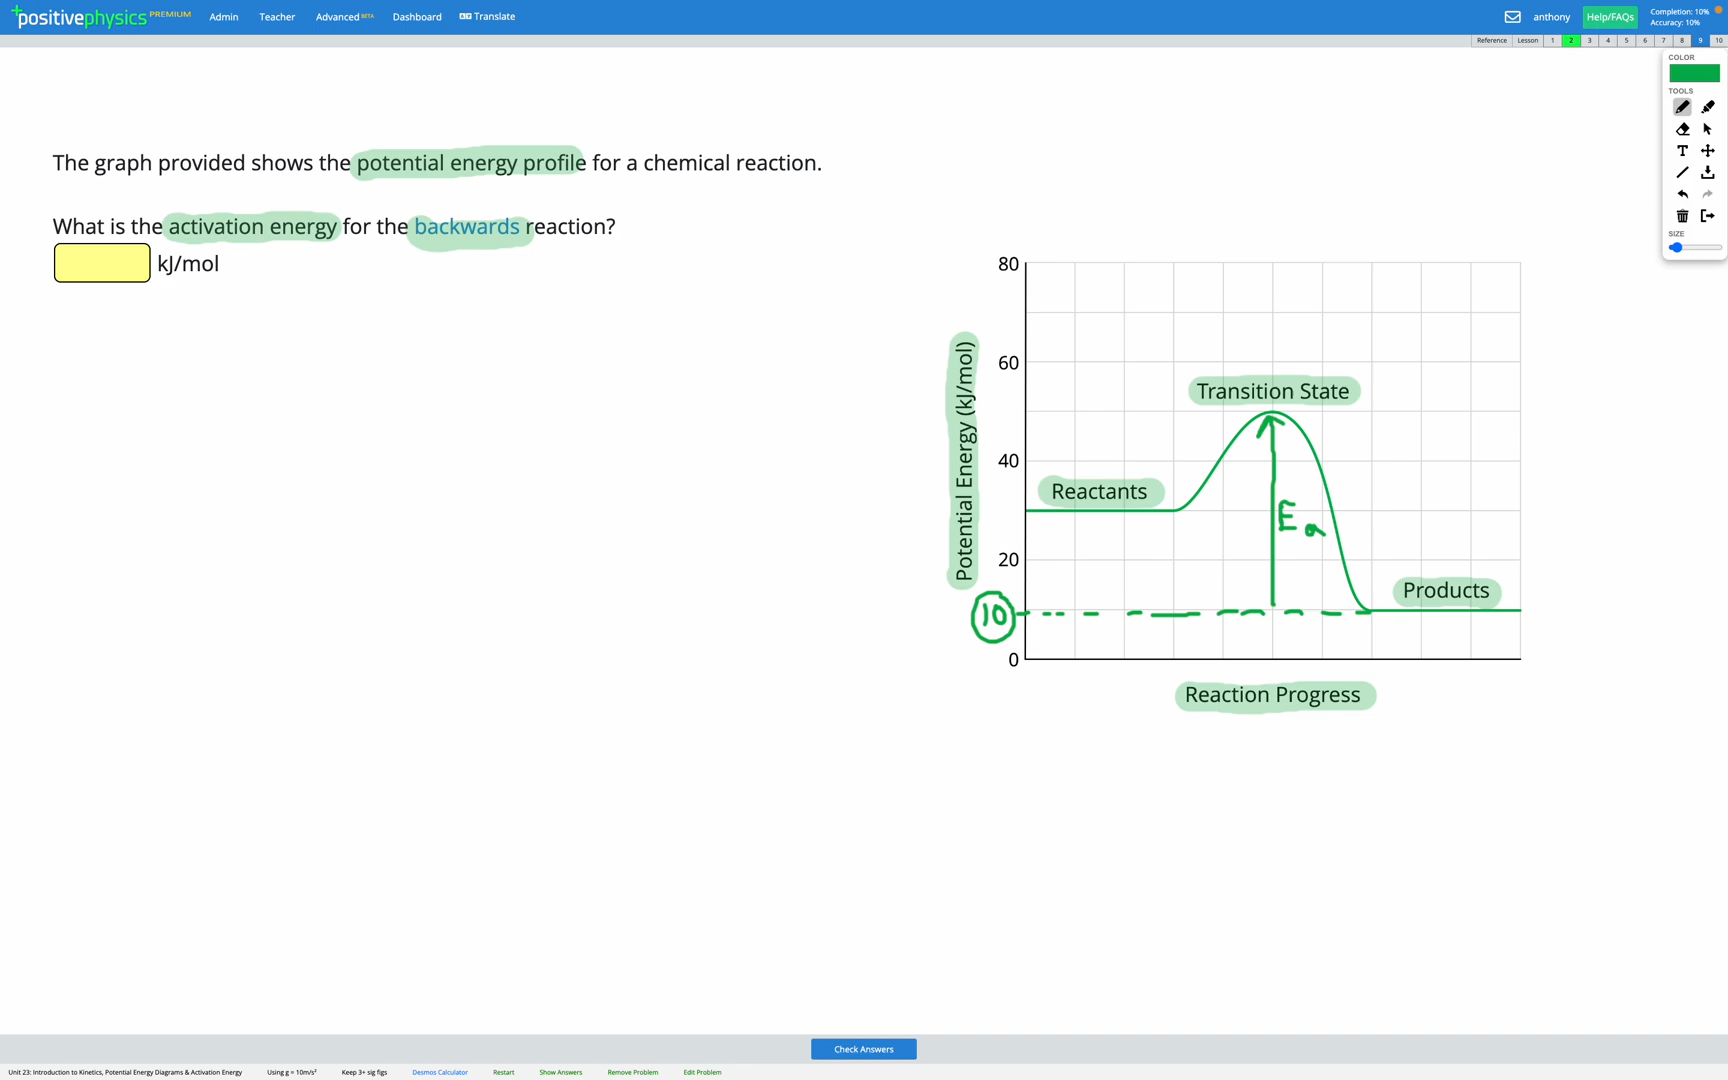 positivephysics PREMIUM Admin Teacher Advanced BETA Dashboard Translate anthony Help/FAQs Completion: 10%
Accuracy: 10%
Reference Lesson 1 2 3 4 5 6 7 8 9 10
COLOR
TOOLS
T
SIZE
The graph provided shows the potential energy profile for a chemical reaction.
What is the activation energy for the backwards reaction?
kJ/mol
80
60
40
20
10
0
Potential Energy (kJ/mol)
Transition State
Reactants
Ea
Products
Reaction Progress
Check Answers
Unit 23: Introduction to Kinetics, Potential Energy Diagrams & Activation Energy Using g = 10m/s² Keep 3+ sig figs Desmos Calculator Restart Show Answers Remove Problem Edit Problem